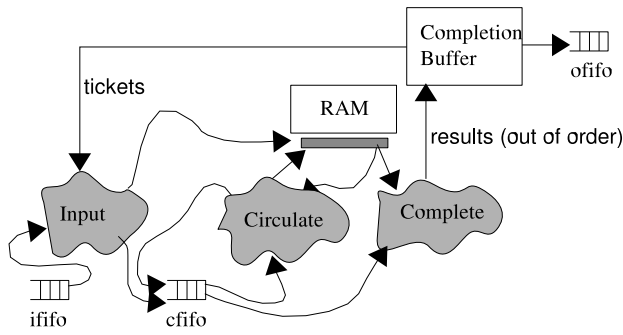 Completion
Buffer
ofifo
tickets
RAM
results (out of order)
Input
Circulate
Complete
ififo
cfifo